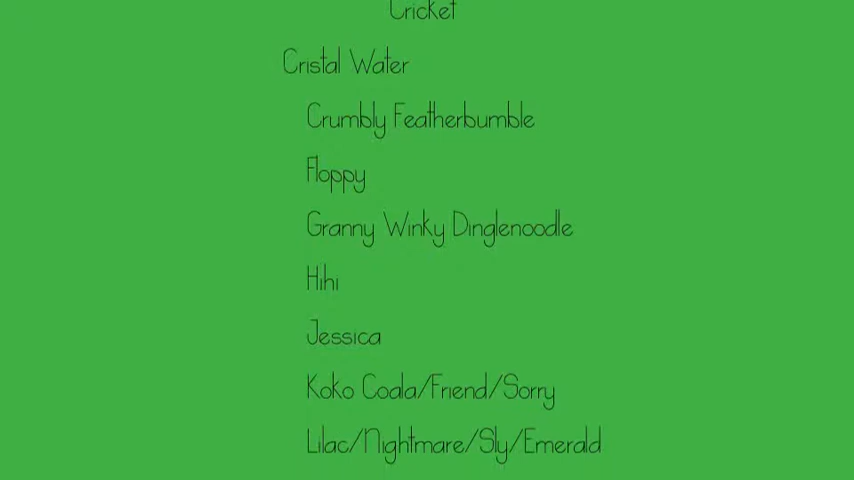 Cricket
Cristal Water
Crumbly Featherbumble
Floppy
Granny Winky Dinglenoodle
Hihi
Jessica
Koko Coala/Friend/Sorry
Lilac/Nightmare/Sly/Emerald